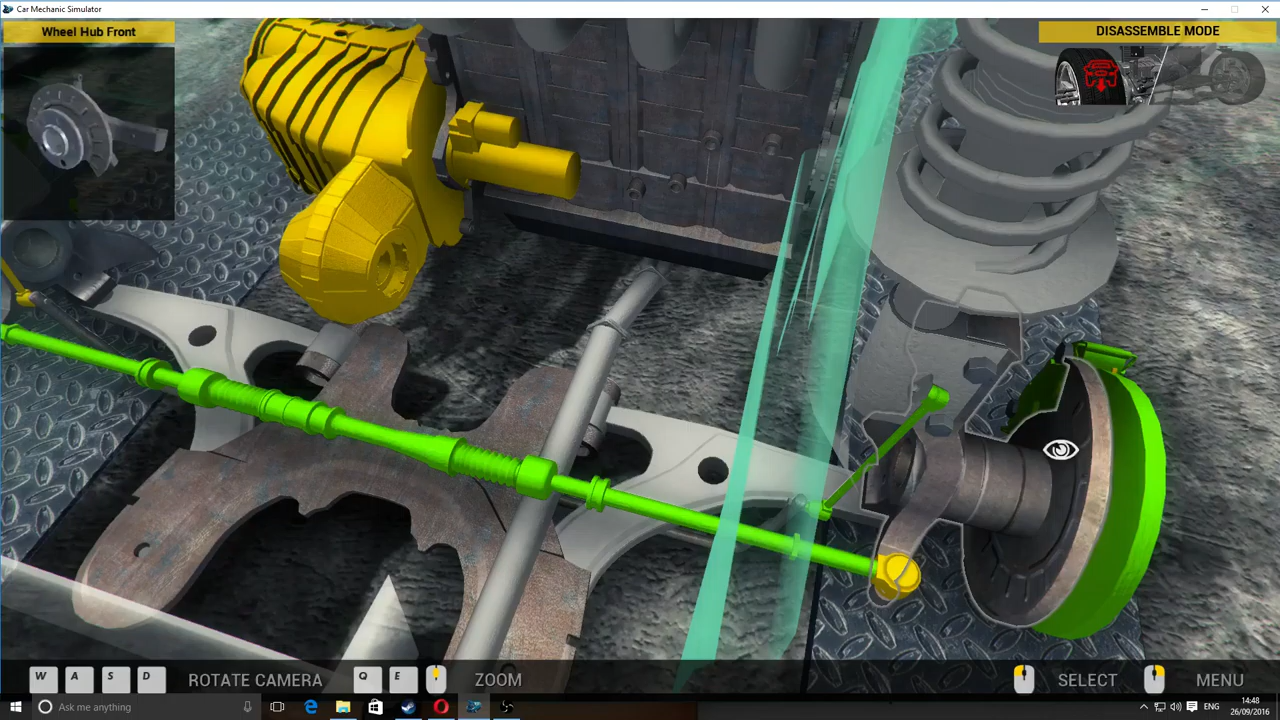 Car Mechanic Simulator
Wheel Hub Front
DISASSEMBLE MODE
W A S D ROTATE CAMERA Q E ZOOM SELECT MENU
Ask me anything
ENG
14:48
26/09/2016